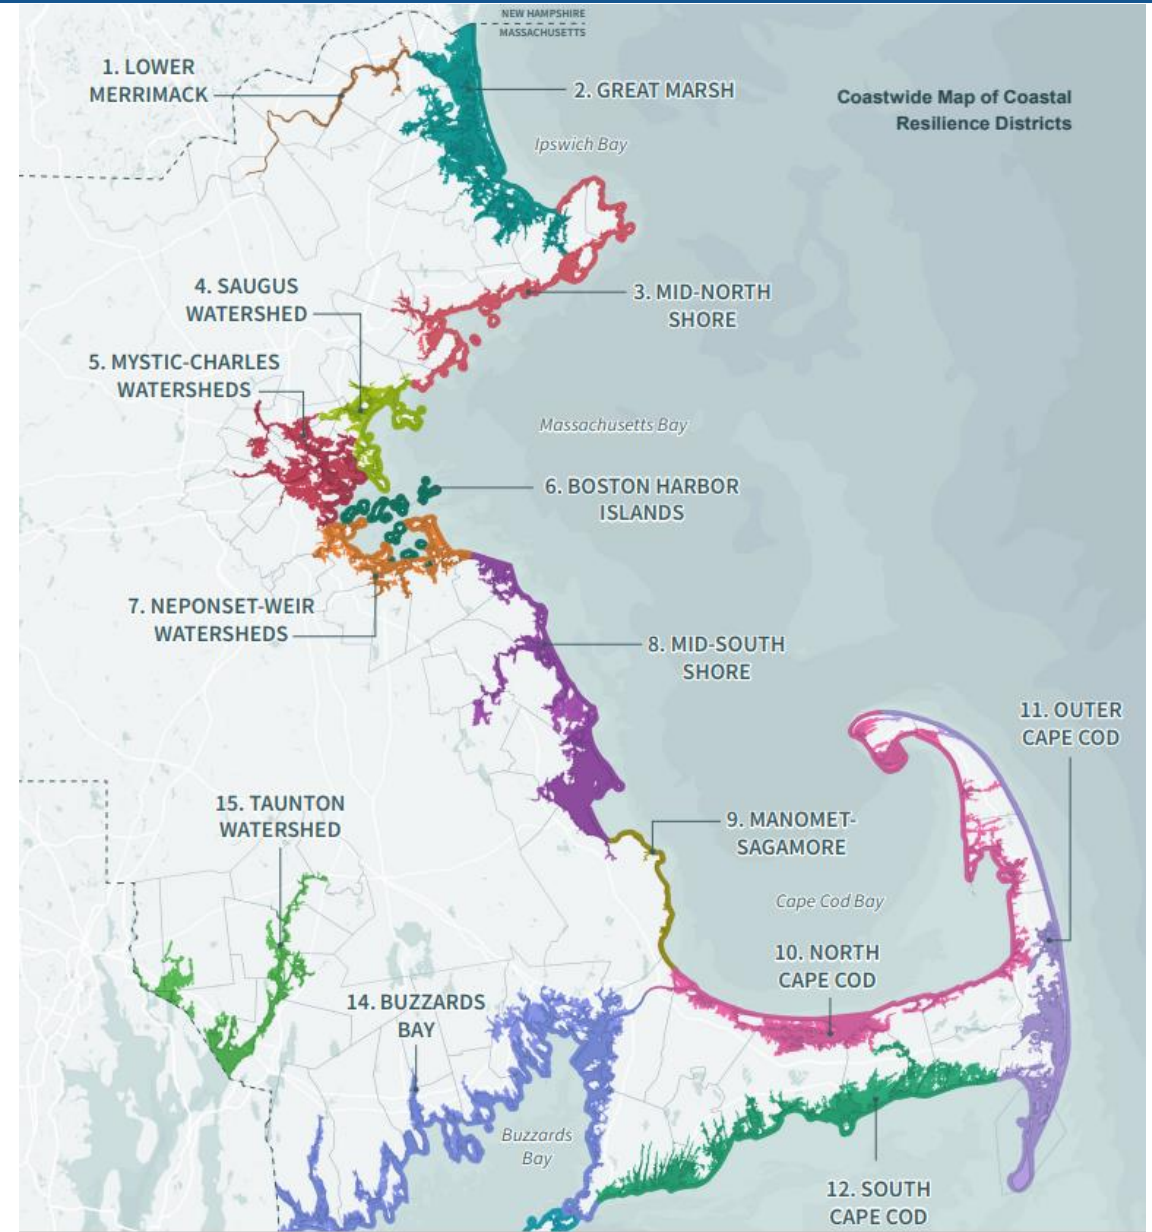 NEW HAMPSHIRE
MASSACHUSETTS
1. LOWER
MERRIMACK
2. GREAT MARSH
Coastwide Map of Coastal
Resilience Districts
Ipswich Bay
4. SAUGUS
WATERSHED
3. MID-NORTH
SHORE
5. MYSTIC-CHARLES
WATERSHEDS
Massachusetts Bay
6. BOSTON HARBOR
ISLANDS
7. NEPONSET-WEIR
WATERSHEDS
8. MID-SOUTH
SHORE
11. OUTER
CAPE COD
15. TAUNTON
WATERSHED
9. MANOMET-
SAGAMORE
Cape Cod Bay
10. NORTH
CAPE COD
14. BUZZARDS
BAY
Buzzards
Bay
12. SOUTH
CAPE COD